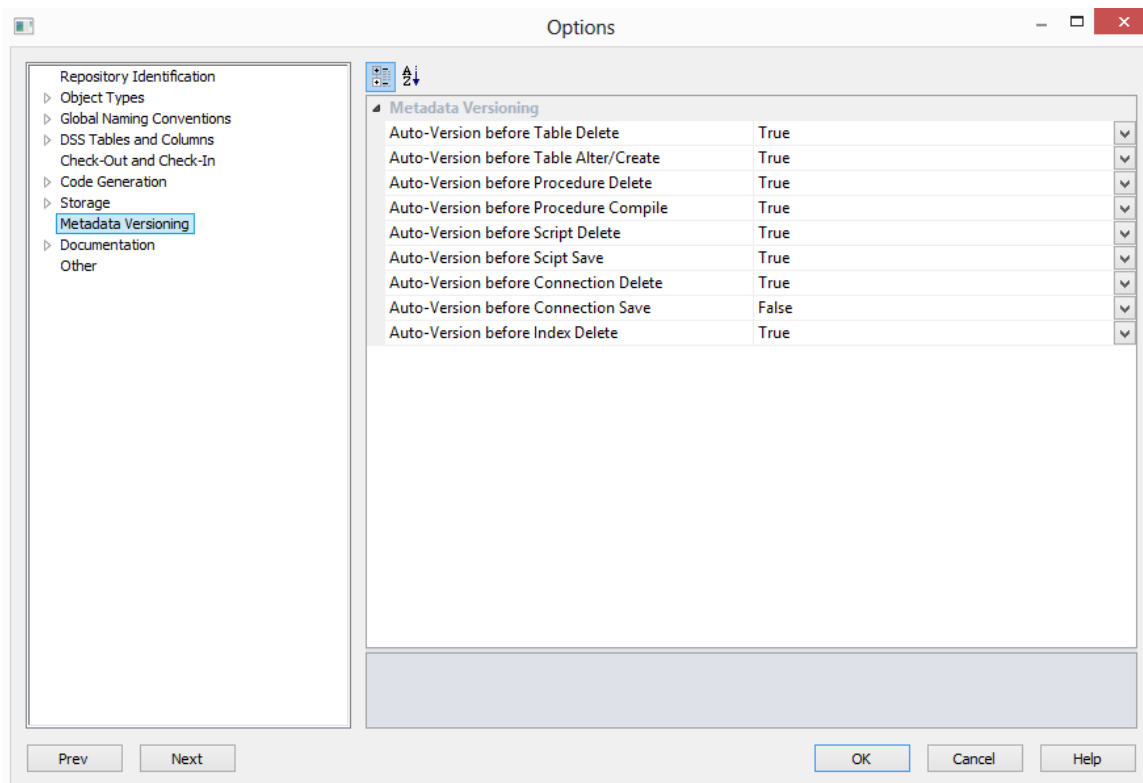 Options
Repository Identification
Object Types
Global Naming Conventions
DSS Tables and Columns
Check-Out and Check-In
Code Generation
Storage
Metadata Versioning
Documentation
Other
Metadata Versioning
Auto-Version before Table Delete True
Auto-Version before Table Alter/Create True
Auto-Version before Procedure Delete True
Auto-Version before Procedure Compile True
Auto-Version before Script Delete True
Auto-Version before Scipt Save True
Auto-Version before Connection Delete True
Auto-Version before Connection Save False
Auto-Version before Index Delete True
Prev Next OK Cancel Help